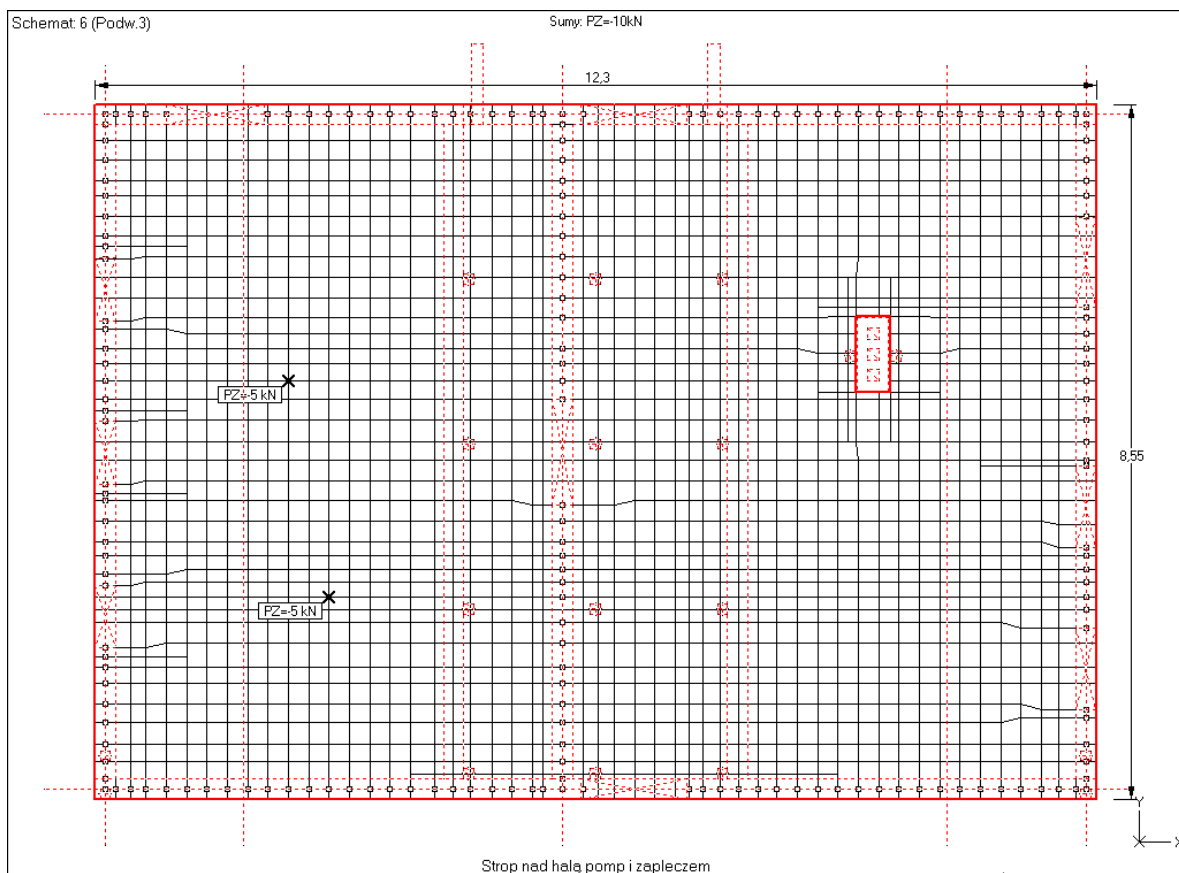 Schemat: 6 (Podw.3)
Sumy: PZ=-10kN
12,3
PZ=-5 kN
8,55
PZ=-5 kN
Y
X
Strop nad halą pomp i zapleczem